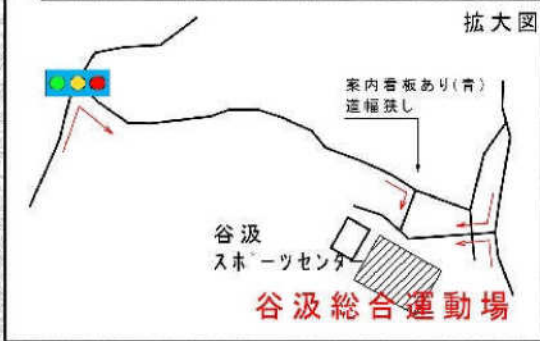 拡大図
案内看板あり(青)
道幅狭し
谷汲
スポーツセンター
谷汲総合運動場